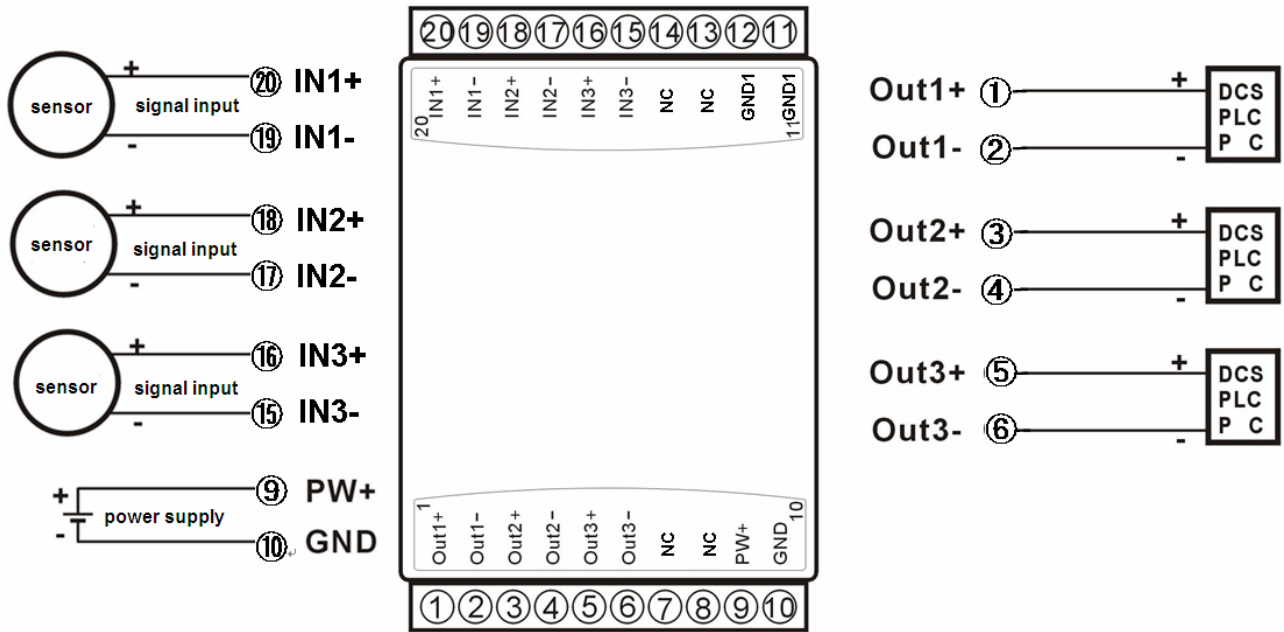 ⑳⑲⑱⑰⑯⑮⑭⑬⑫⑪
IN1+ IN1- IN2+ IN2- IN3+ IN3- NC NC GND1 GND1
20 11
+ ⑳ IN1+
sensor signal input
- ⑲ IN1-
+ ⑱ IN2+
sensor signal input
- ⑰ IN2-
+ ⑯ IN3+
sensor signal input
- ⑮ IN3-
+ ⑨ PW+
power supply
- ⑩ GND
Out1+ ① +
Out1- ② -
DCS
PLC
P C
Out2+ ③ +
Out2- ④ -
DCS
PLC
P C
Out3+ ⑤ +
Out3- ⑥ -
DCS
PLC
P C
1 10
Out1+ Out1- Out2+ Out2- Out3+ Out3- NC NC PW+ GND
①②③④⑤⑥⑦⑧⑨⑩